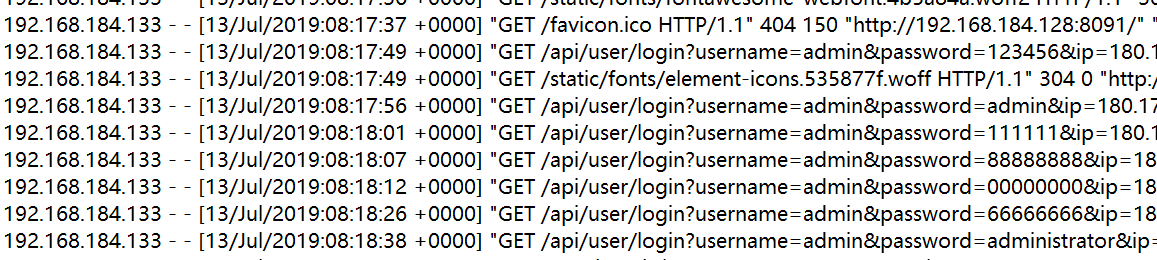 192.168.184.133 - - [13/Jul/2019:08:17:36 +0000] "GET /static/fonts/fontawesome-webfont.4b5a84a.woff2 HTTP/1.1" 30
192.168.184.133 - - [13/Jul/2019:08:17:37 +0000] "GET /favicon.ico HTTP/1.1" 404 150 "http://192.168.184.128:8091/" "
192.168.184.133 - - [13/Jul/2019:08:17:49 +0000] "GET /api/user/login?username=admin&password=123456&ip=180.1
192.168.184.133 - - [13/Jul/2019:08:17:49 +0000] "GET /static/fonts/element-icons.535877f.woff HTTP/1.1" 304 0 "http:/
192.168.184.133 - - [13/Jul/2019:08:17:56 +0000] "GET /api/user/login?username=admin&password=admin&ip=180.17
192.168.184.133 - - [13/Jul/2019:08:18:01 +0000] "GET /api/user/login?username=admin&password=111111&ip=180.1
192.168.184.133 - - [13/Jul/2019:08:18:07 +0000] "GET /api/user/login?username=admin&password=88888888&ip=18
192.168.184.133 - - [13/Jul/2019:08:18:12 +0000] "GET /api/user/login?username=admin&password=00000000&ip=18
192.168.184.133 - - [13/Jul/2019:08:18:26 +0000] "GET /api/user/login?username=admin&password=66666666&ip=18
192.168.184.133 - - [13/Jul/2019:08:18:38 +0000] "GET /api/user/login?username=admin&password=administrator&ip=